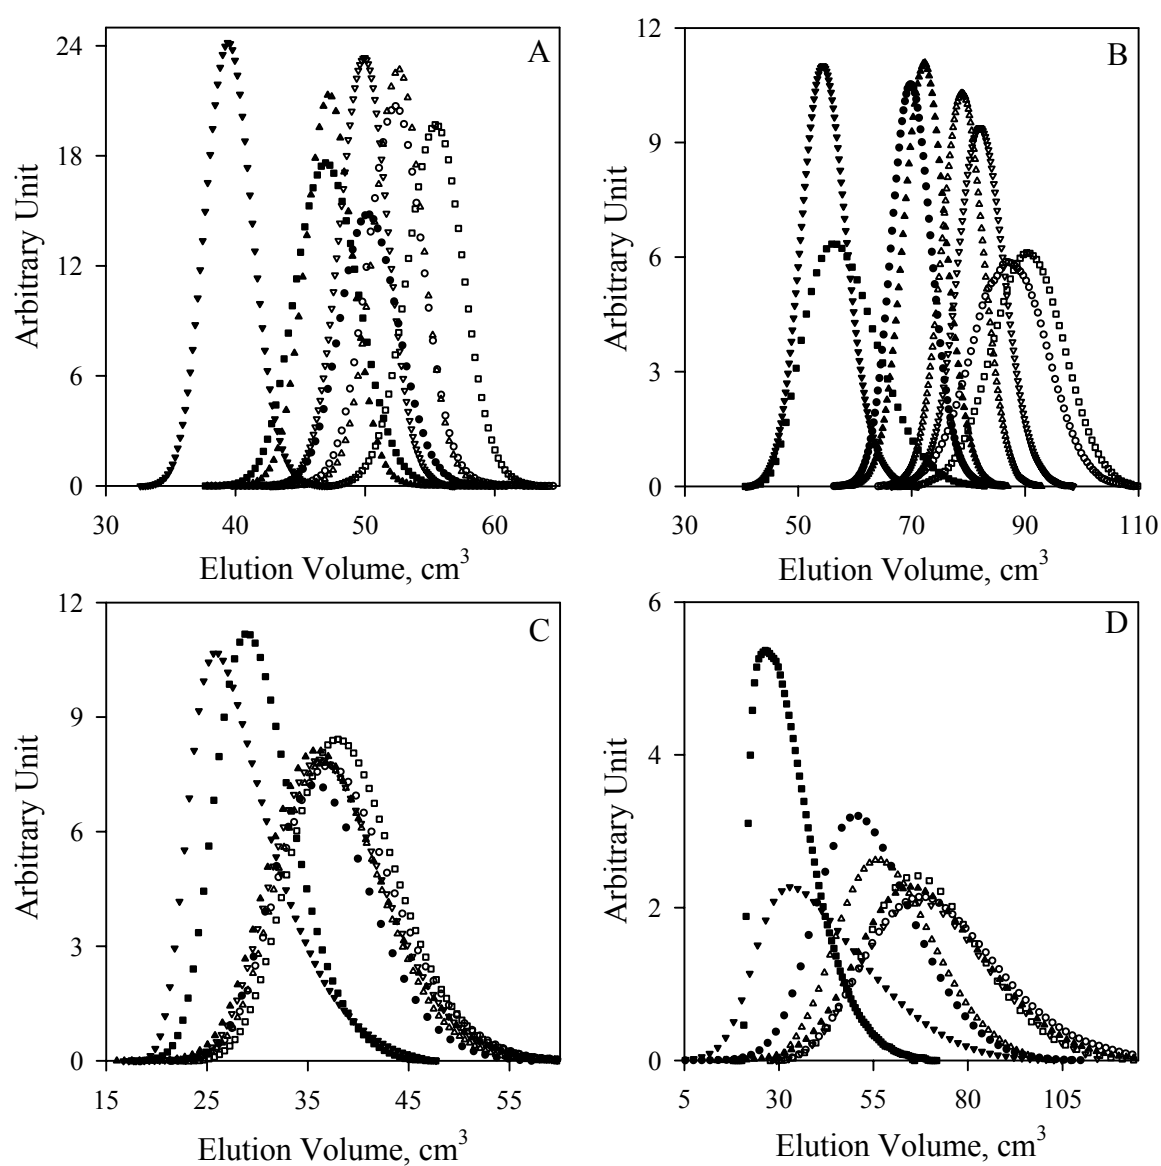 A
24
18
12
6
0
Arbitrary Unit
30 40 50 60
Elution Volume, cm³
B
12
9
6
3
0
Arbitrary Unit
30 50 70 90 110
Elution Volume, cm³
C
12
9
6
3
0
Arbitrary Unit
15 25 35 45 55
Elution Volume, cm³
D
6
4
2
0
Arbitrary Unit
5 30 55 80 105
Elution Volume, cm³